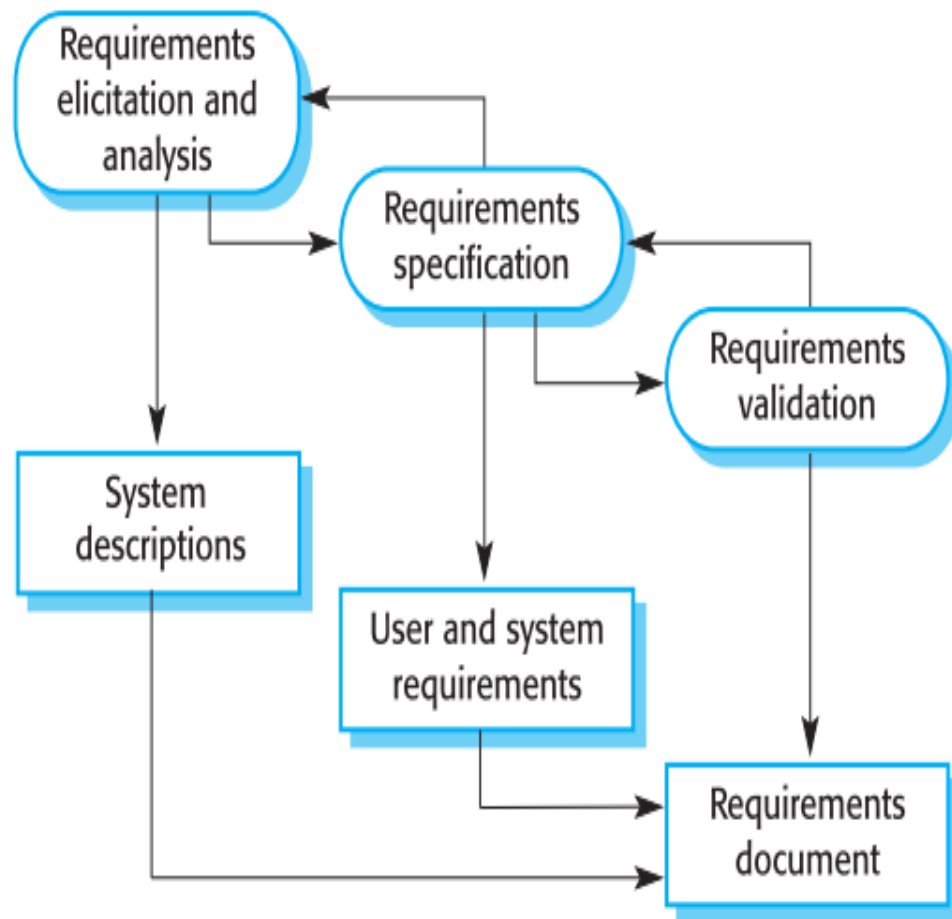 Requirements
elicitation and
analysis
Requirements
specification
Requirements
validation
System
descriptions
User and system
requirements
Requirements
document